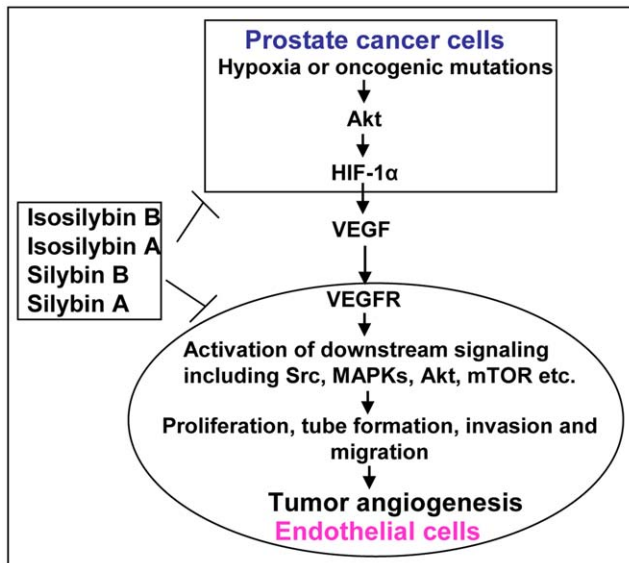 Prostate cancer cells
Hypoxia or oncogenic mutations
Akt
HIF-1α
Isosilybin B
Isosilybin A
Silybin B
Silybin A
VEGF
VEGFR
Activation of downstream signaling
including Src, MAPKs, Akt, mTOR etc.
Proliferation, tube formation, invasion and
migration
Tumor angiogenesis
Endothelial cells